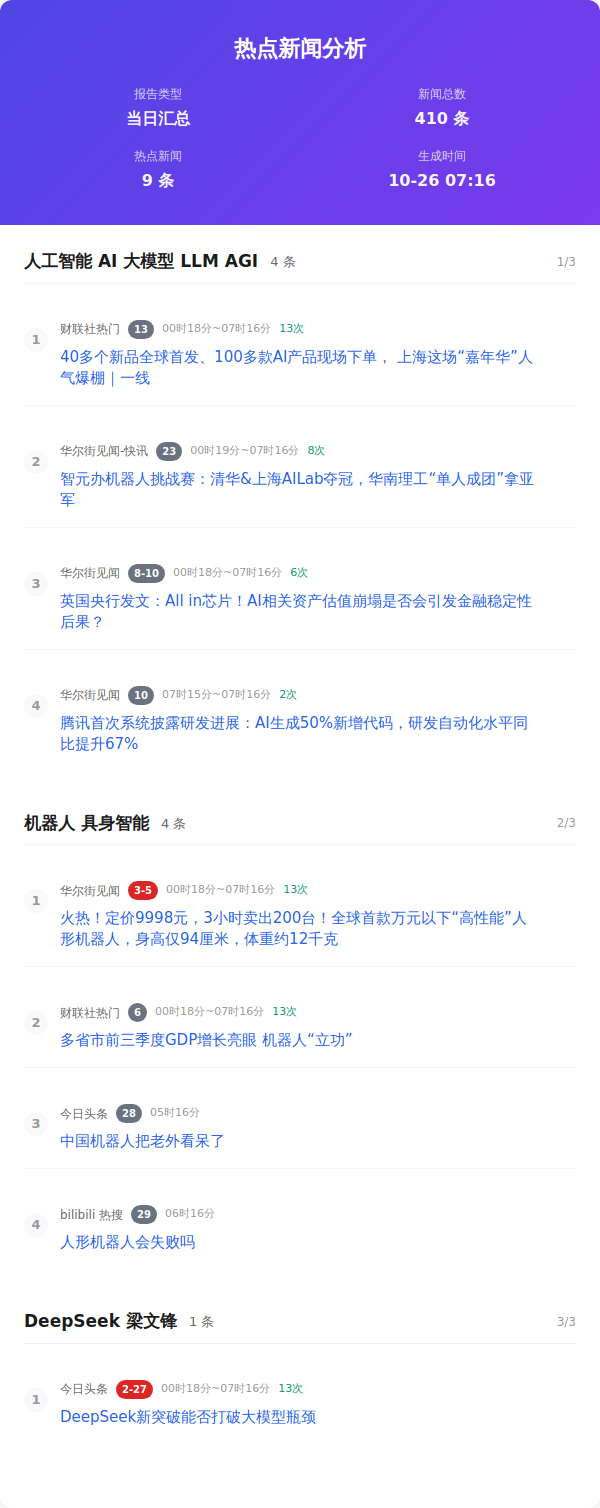 热点新闻分析
报告类型
新闻总数
当日汇总
410 条
热点新闻
生成时间
9 条
10-26 07:16
人工智能 AI 大模型 LLM AGI 4 条 1/3
1 财联社热门 13 00时18分~07时16分 13次
40多个新品全球首发、100多款AI产品现场下单， 上海这场“嘉年华”人
气爆棚｜一线
2 华尔街见闻-快讯 23 00时19分~07时16分 8次
智元办机器人挑战赛：清华&上海AILab夺冠，华南理工“单人成团”拿亚
军
3 华尔街见闻 8-10 00时18分~07时16分 6次
英国央行发文：All in芯片！AI相关资产估值崩塌是否会引发金融稳定性
后果？
4 华尔街见闻 10 07时15分~07时16分 2次
腾讯首次系统披露研发进展：AI生成50%新增代码，研发自动化水平同
比提升67%
机器人 具身智能 4 条 2/3
1 华尔街见闻 3-5 00时18分~07时16分 13次
火热！定价9998元，3小时卖出200台！全球首款万元以下“高性能”人
形机器人，身高仅94厘米，体重约12千克
2 财联社热门 6 00时18分~07时16分 13次
多省市前三季度GDP增长亮眼 机器人“立功”
3 今日头条 28 05时16分
中国机器人把老外看呆了
4 bilibili 热搜 29 06时16分
人形机器人会失败吗
DeepSeek 梁文锋 1 条 3/3
1 今日头条 2-27 00时18分~07时16分 13次
DeepSeek新突破能否打破大模型瓶颈